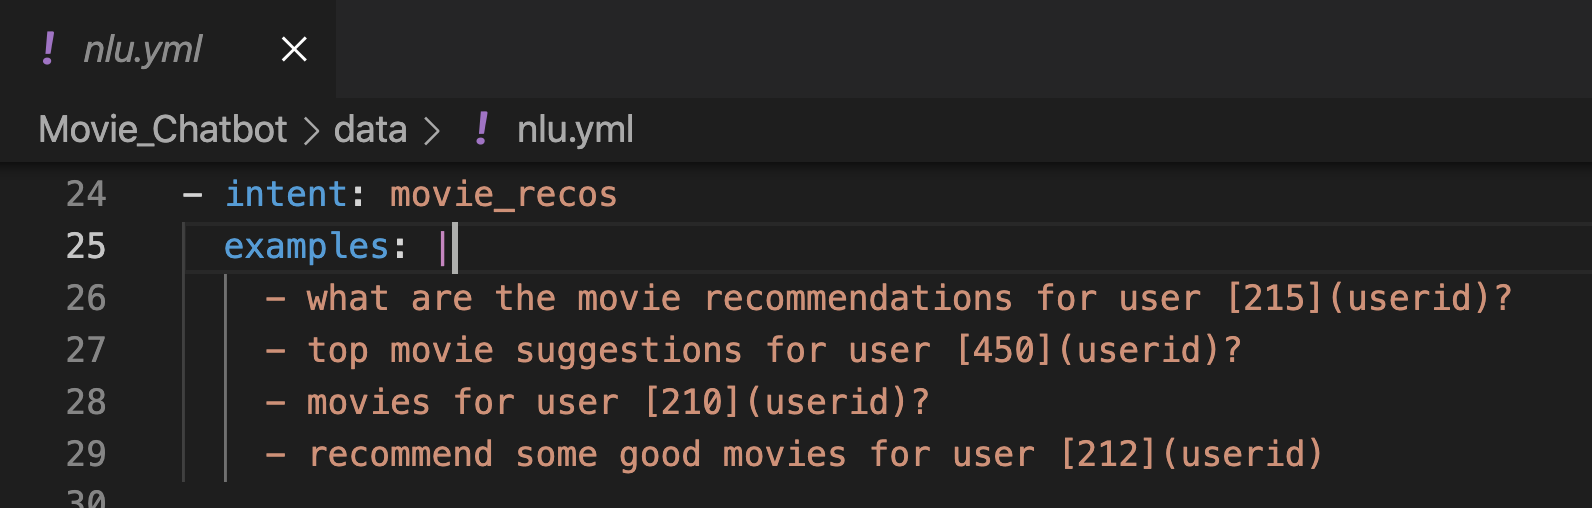 ! nlu.yml ×
Movie_Chatbot > data > ! nlu.yml
24 - intent: movie_recos
25 examples: |
26 - what are the movie recommendations for user [215](userid)?
27 - top movie suggestions for user [450](userid)?
28 - movies for user [210](userid)?
29 - recommend some good movies for user [212](userid)
30